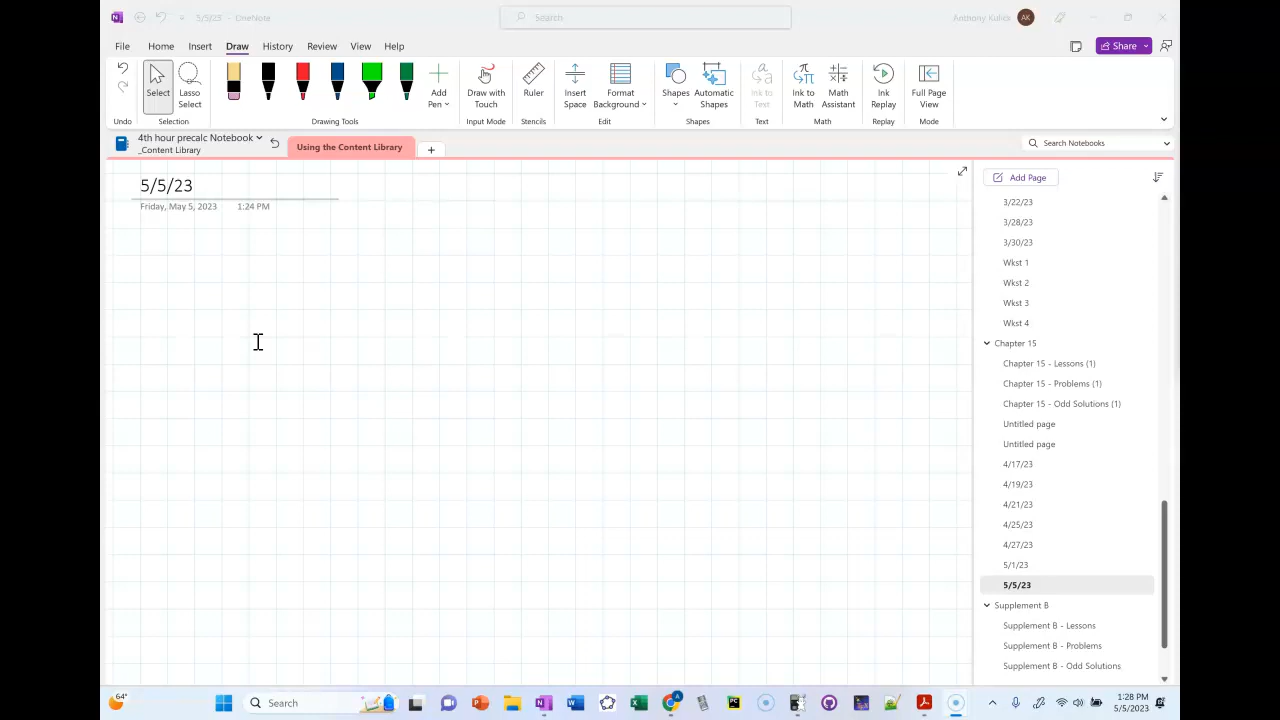 5/5/23 - OneNote
Search
Anthony Kulics
AK
File Home Insert Draw History Review View Help
Share
Select
Lasso Select
Add Pen
Draw with Touch
Ruler
Insert Space
Format Background
Shapes
Automatic Shapes
Ink to Text
Ink to Math
Math Assistant
Ink Replay
Full Page View
Undo
Selection
Drawing Tools
Input Mode
Stencils
Edit
Shapes
Text
Math
Replay
Mode
4th hour precalc Notebook
_Content Library
Using the Content Library
Search Notebooks
5/5/23
Friday, May 5, 2023 1:24 PM
Add Page
3/22/23
3/28/23
3/30/23
Wkst 1
Wkst 2
Wkst 3
Wkst 4
Chapter 15
Chapter 15 - Lessons (1)
Chapter 15 - Problems (1)
Chapter 15 - Odd Solutions (1)
Untitled page
Untitled page
4/17/23
4/19/23
4/21/23
4/25/23
4/27/23
5/1/23
5/5/23
Supplement B
Supplement B - Lessons
Supplement B - Problems
Supplement B - Odd Solutions
64°
Search
1:28 PM
5/5/2023